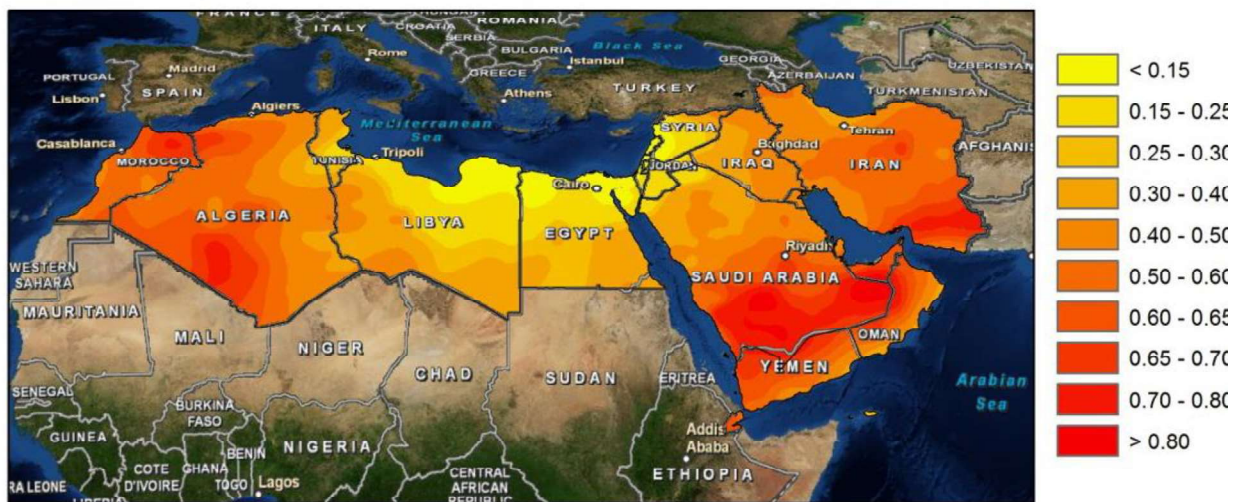 FRANCE
ROMANIA
ITALY
CROATIA
SERBIA
BULGARIA
Black Sea
GEORGIA
UZBEKISTAN
Rome
Istanbul
AZERBAIJAN
TURKMENISTAN
PORTUGAL
Madrid
SPAIN
Lisbon
GREECE
Athens
TURKEY
Algiers
Mediterranean
Sea
SYRIA
Tehran
Casablanca
MOROCCO
TUNISIA
Tripoli
Baghdad
IRAQ
IRAN
AFGHANIS
JORDAN
Cairo
ALGERIA
LIBYA
EGYPT
Riyadh
SAUDI ARABIA
WESTERN
SAHARA
MAURITANIA
MALI
NIGER
CHAD
SUDAN
ERITREA
YEMEN
OMAN
Arabian
Sea
SENEGAL
BURKINA
FASO
GUINEA
BENIN
NIGERIA
Addis
Ababa
ETHIOPIA
COTE
D'IVOIRE
GHANA
TOGO
Lagos
CENTRAL
AFRICAN
REPUBLIC
RA LEONE
< 0.15
0.15 - 0.25
0.25 - 0.30
0.30 - 0.40
0.40 - 0.50
0.50 - 0.60
0.60 - 0.65
0.65 - 0.70
0.70 - 0.80
> 0.80